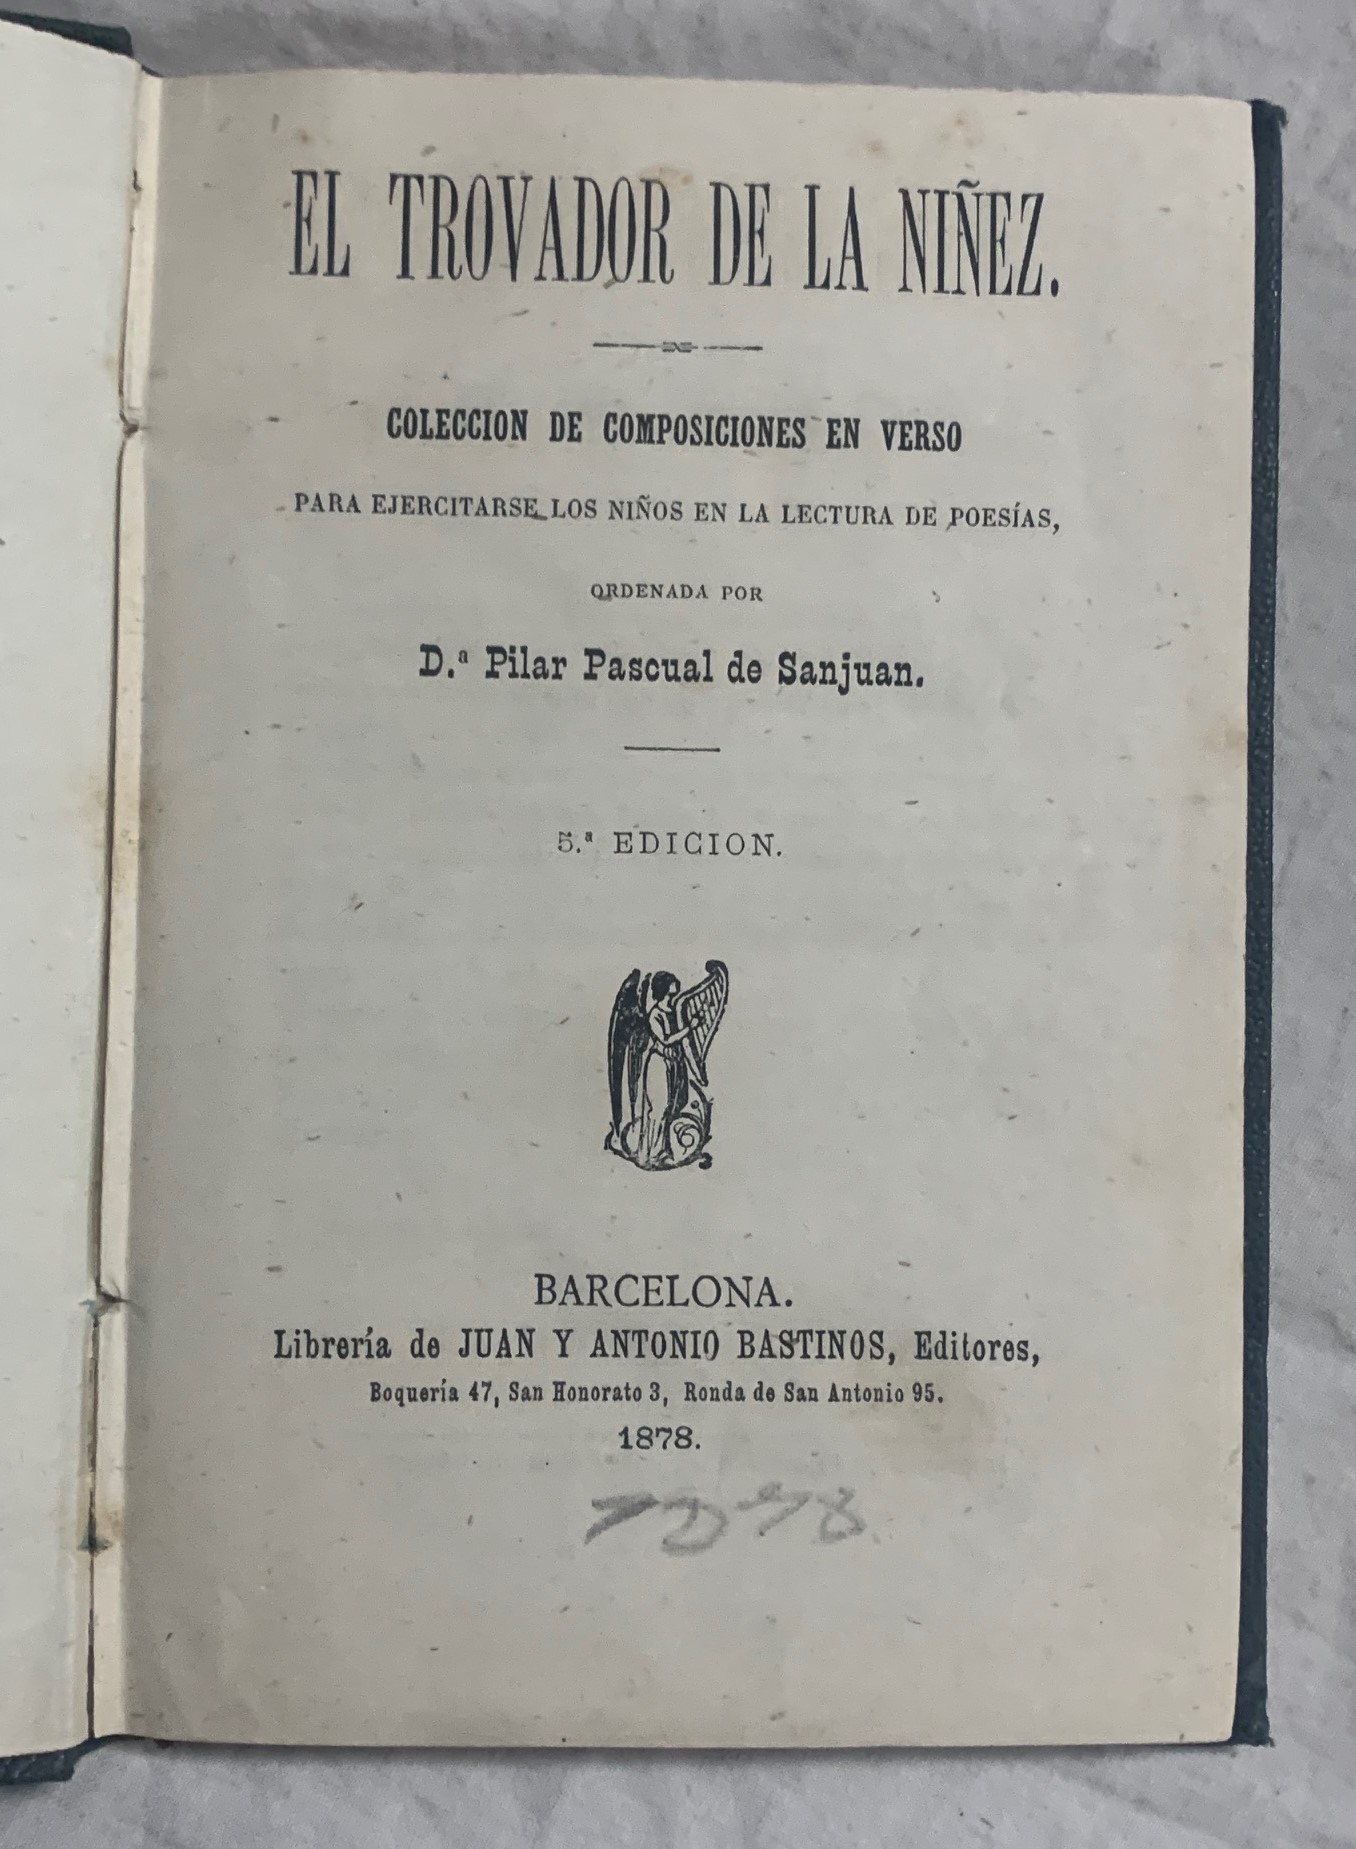 EL TROVADOR DE LA NIÑEZ.
COLECCION DE COMPOSICIONES EN VERSO
PARA EJERCITARSE LOS NIÑOS EN LA LECTURA DE POESÍAS,
ORDENADA POR
D.ª Pilar Pascual de Sanjuan.
5.ª EDICION.
BARCELONA.
Librería de JUAN Y ANTONIO BASTINOS, Editores,
Boquería 47, San Honorato 3, Ronda de San Antonio 95.
1878.